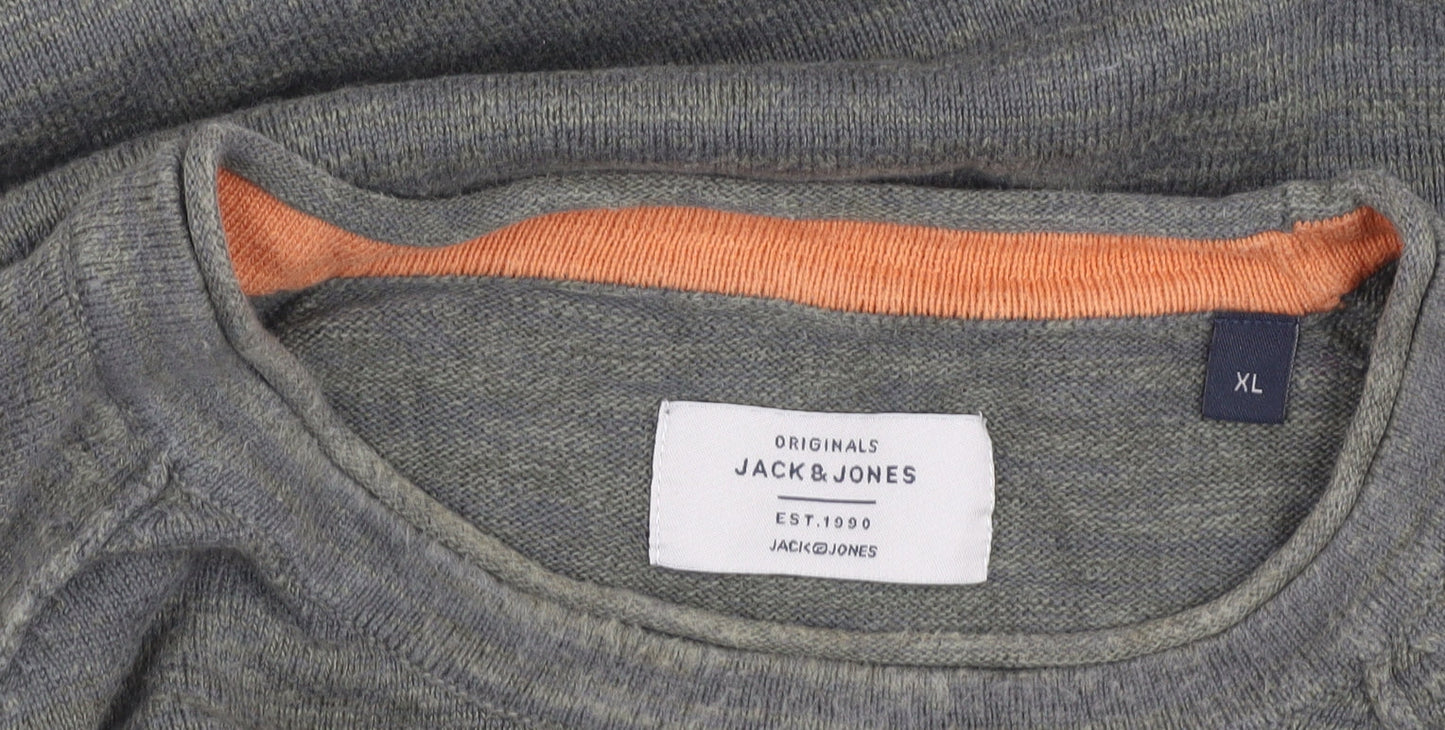 ORIGINALS
JACK & JONES
EST.1990
JACK JONES
XL